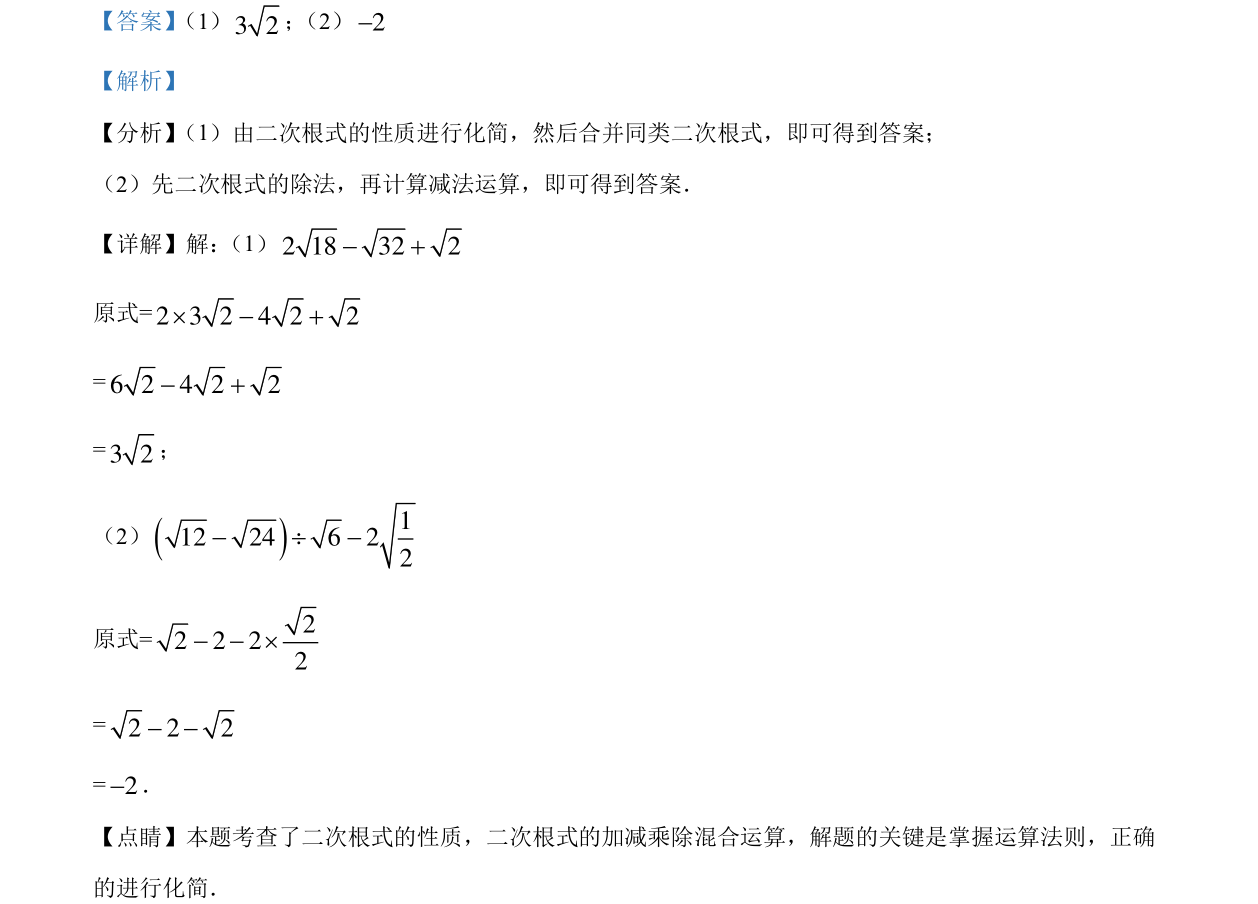 【答案】（1）3√2；（2）−2
【解析】
【分析】（1）由二次根式的性质进行化简，然后合并同类二次根式，即可得到答案；
（2）先二次根式的除法，再计算减法运算，即可得到答案．
【详解】解：（1）2√18−√32+√2
原式=2×3√2−4√2+√2
=6√2−4√2+√2
=3√2；
（2）(√12−√24)÷√6−2√(1/2)
原式=√2−2−2×√2/2
=√2−2−√2
=−2．
【点睛】本题考查了二次根式的性质，二次根式的加减乘除混合运算，解题的关键是掌握运算法则，正确
的进行化简．